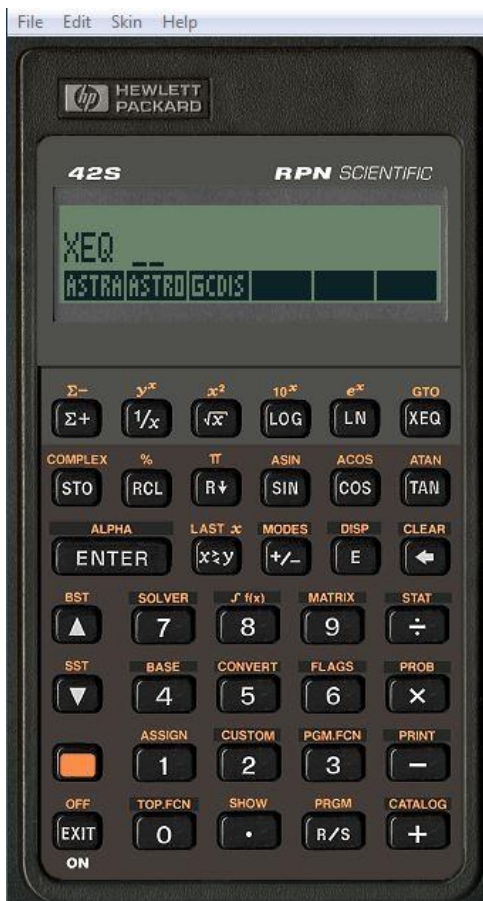 File Edit Skin Help
hp HEWLETT
PACKARD
42S RPN SCIENTIFIC
XEQ __
ASTRA ASTRO GCDIS
Σ− yˣ x² 10ˣ eˣ GTO
Σ+ 1/x √x LOG LN XEQ
COMPLEX % π ASIN ACOS ATAN
STO RCL R↓ SIN COS TAN
ALPHA LAST x MODES DISP CLEAR
ENTER x≷y +/− E ←
BST SOLVER ∫f(x) MATRIX STAT
▲ 7 8 9 ÷
SST BASE CONVERT FLAGS PROB
▼ 4 5 6 ×
ASSIGN CUSTOM PGM.FCN PRINT
1 2 3 −
OFF TOP.FCN SHOW PRGM CATALOG
EXIT 0 · R/S +
ON